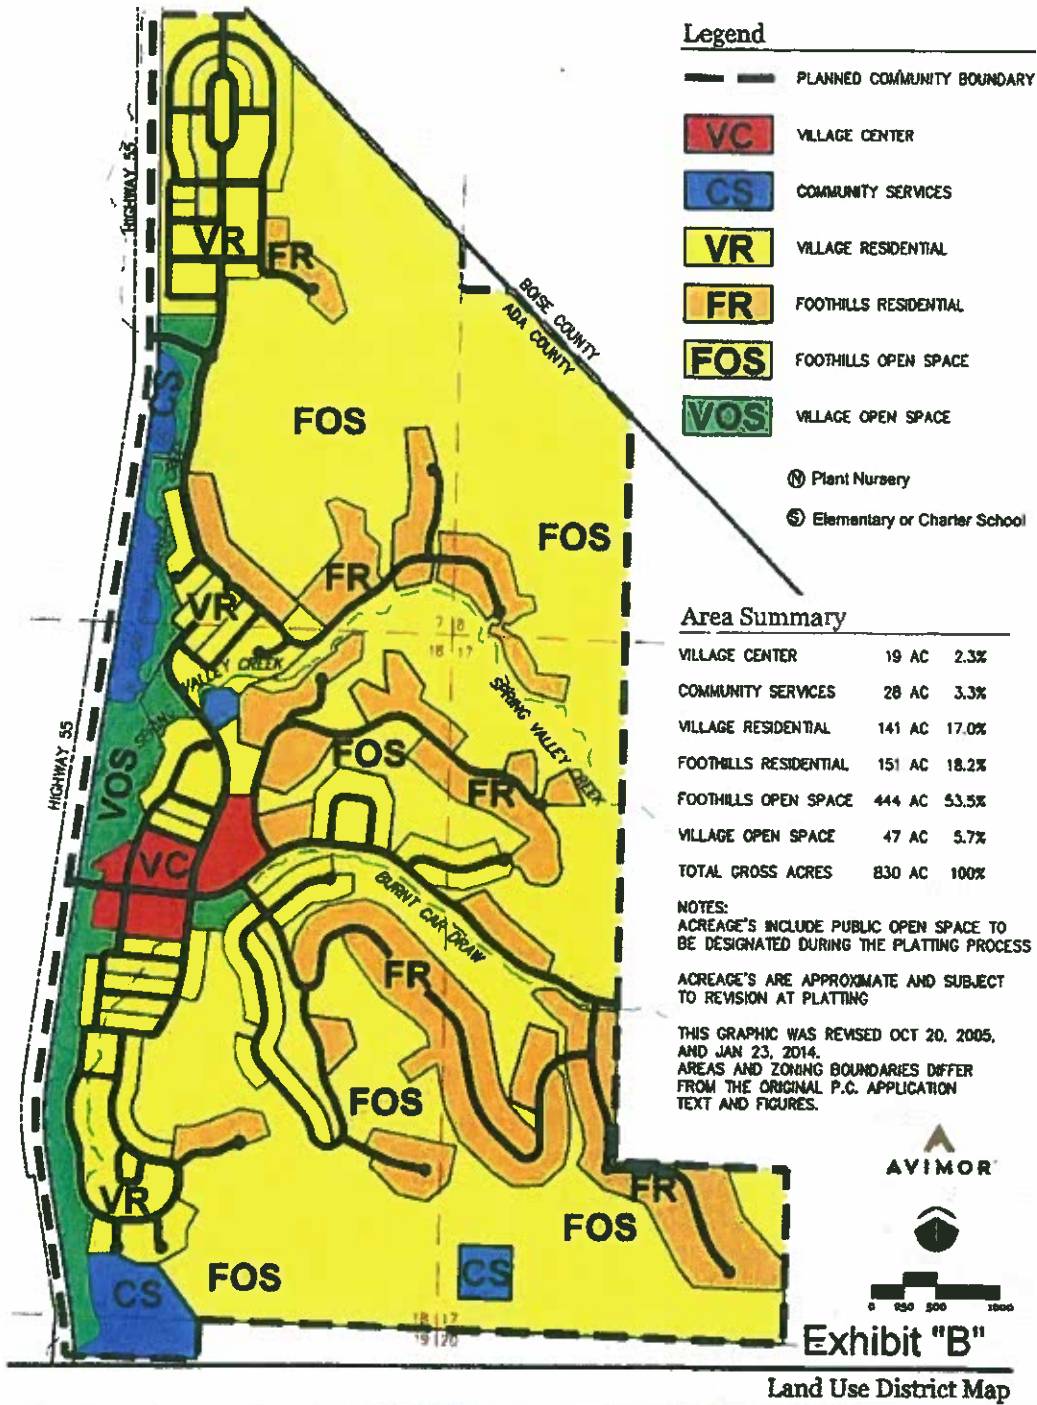 Legend
PLANNED COMMUNITY BOUNDARY
VC VILLAGE CENTER
CS COMMUNITY SERVICES
VR VILLAGE RESIDENTIAL
FR FOOTHILLS RESIDENTIAL
FOS FOOTHILLS OPEN SPACE
VOS VILLAGE OPEN SPACE
N Plant Nursery
S Elementary or Charter School
Area Summary
VILLAGE CENTER 19 AC 2.3%
COMMUNITY SERVICES 28 AC 3.3%
VILLAGE RESIDENTIAL 141 AC 17.0%
FOOTHILLS RESIDENTIAL 151 AC 18.2%
FOOTHILLS OPEN SPACE 444 AC 53.5%
VILLAGE OPEN SPACE 47 AC 5.7%
TOTAL GROSS ACRES 830 AC 100%
NOTES:
ACREAGE'S INCLUDE PUBLIC OPEN SPACE TO
BE DESIGNATED DURING THE PLATTING PROCESS
ACREAGE'S ARE APPROXIMATE AND SUBJECT
TO REVISION AT PLATTING
THIS GRAPHIC WAS REVISED OCT 20, 2005,
AND JAN 23, 2014.
AREAS AND ZONING BOUNDARIES DIFFER
FROM THE ORIGINAL P.C. APPLICATION
TEXT AND FIGURES.
AVIMOR
0 250 500 1000
Exhibit "B"
Land Use District Map
HIGHWAY 55
VR
FR
BOISE COUNTY
ADA COUNTY
CS
FOS
FOS
FR
VR
7 8
18 17
VALLEY CREEK
SPRING VALLEY CREEK
HIGHWAY 55
VOS
FOS
FR
VC
BURNT CAR DRAW
FR
FOS
VR
FR
FOS
FOS
CS
CS
18 17
19 20